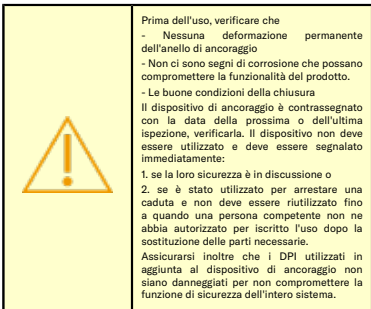 Prima dell'uso, verificare che
- Nessuna deformazione permanente
dell'anello di ancoraggio
- Non ci sono segni di corrosione che possano
compromettere la funzionalità del prodotto.
- Le buone condizioni della chiusura
Il dispositivo di ancoraggio è contrassegnato
con la data della prossima o dell'ultima
ispezione, verificarla. Il dispositivo non deve
essere utilizzato e deve essere segnalato
immediatamente:
1. se la loro sicurezza è in discussione o
2. se è stato utilizzato per arrestare una
caduta e non deve essere riutilizzato fino
a quando una persona competente non ne
abbia autorizzato per iscritto l'uso dopo la
sostituzione delle parti necessarie.
Assicurarsi inoltre che i DPI utilizzati in
aggiunta al dispositivo di ancoraggio non
siano danneggiati per non compromettere la
funzione di sicurezza dell'intero sistema.